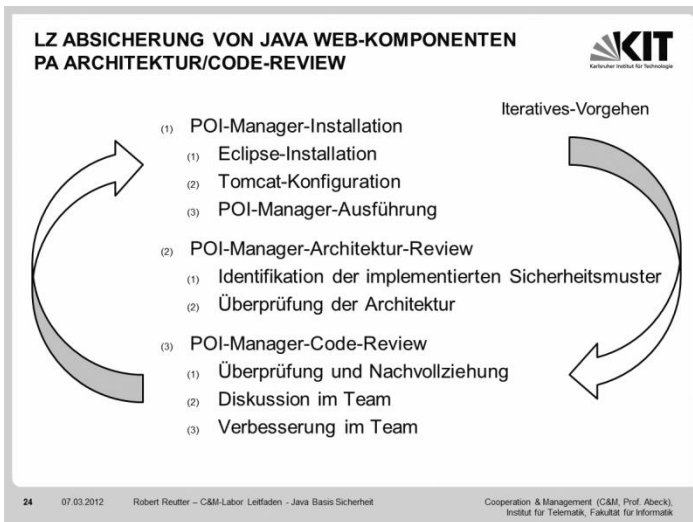 LZ ABSICHERUNG VON JAVA WEB-KOMPONENTEN
PA ARCHITEKTUR/CODE-REVIEW
KIT
Karlsruher Institut für Technologie
Iteratives-Vorgehen
(1) POI-Manager-Installation
(1) Eclipse-Installation
(2) Tomcat-Konfiguration
(3) POI-Manager-Ausführung
(2) POI-Manager-Architektur-Review
(1) Identifikation der implementierten Sicherheitsmuster
(2) Überprüfung der Architektur
(3) POI-Manager-Code-Review
(1) Überprüfung und Nachvollziehung
(2) Diskussion im Team
(3) Verbesserung im Team
24 07.03.2012 Robert Reutter – C&M-Labor Leitfaden - Java Basis Sicherheit Cooperation & Management (C&M, Prof. Abeck),
Institut für Telematik, Fakultät für Informatik